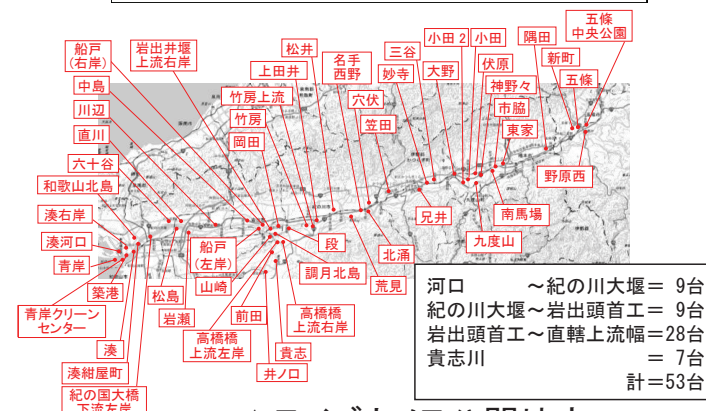 船戸
(右岸)
岩出井堰
上流右岸
松井
名手
西野
三谷
妙寺
小田2
小田
隅田
新町
五條
中央公園
五條
中島
川辺
直川
六十谷
和歌山北島
湊右岸
湊河口
青岸
上田井
竹房上流
竹房
岡田
穴伏
笠田
大野
伏原
神野々
市脇
東家
野原西
南馬場
九度山
兄井
北涌
荒見
段
調月北島
船戸
(左岸)
山崎
築港
青岸クリーン
センター
松島
岩瀬
前田
高橋橋
上流右岸
高橋橋
上流左岸
貴志
井ノ口
湊
湊紺屋町
紀の国大橋
下流左岸
河口 ~紀の川大堰= 9台
紀の川大堰~岩出頭首工= 9台
岩出頭首工~直轄上流幅=28台
貴志川 = 7台
計=53台